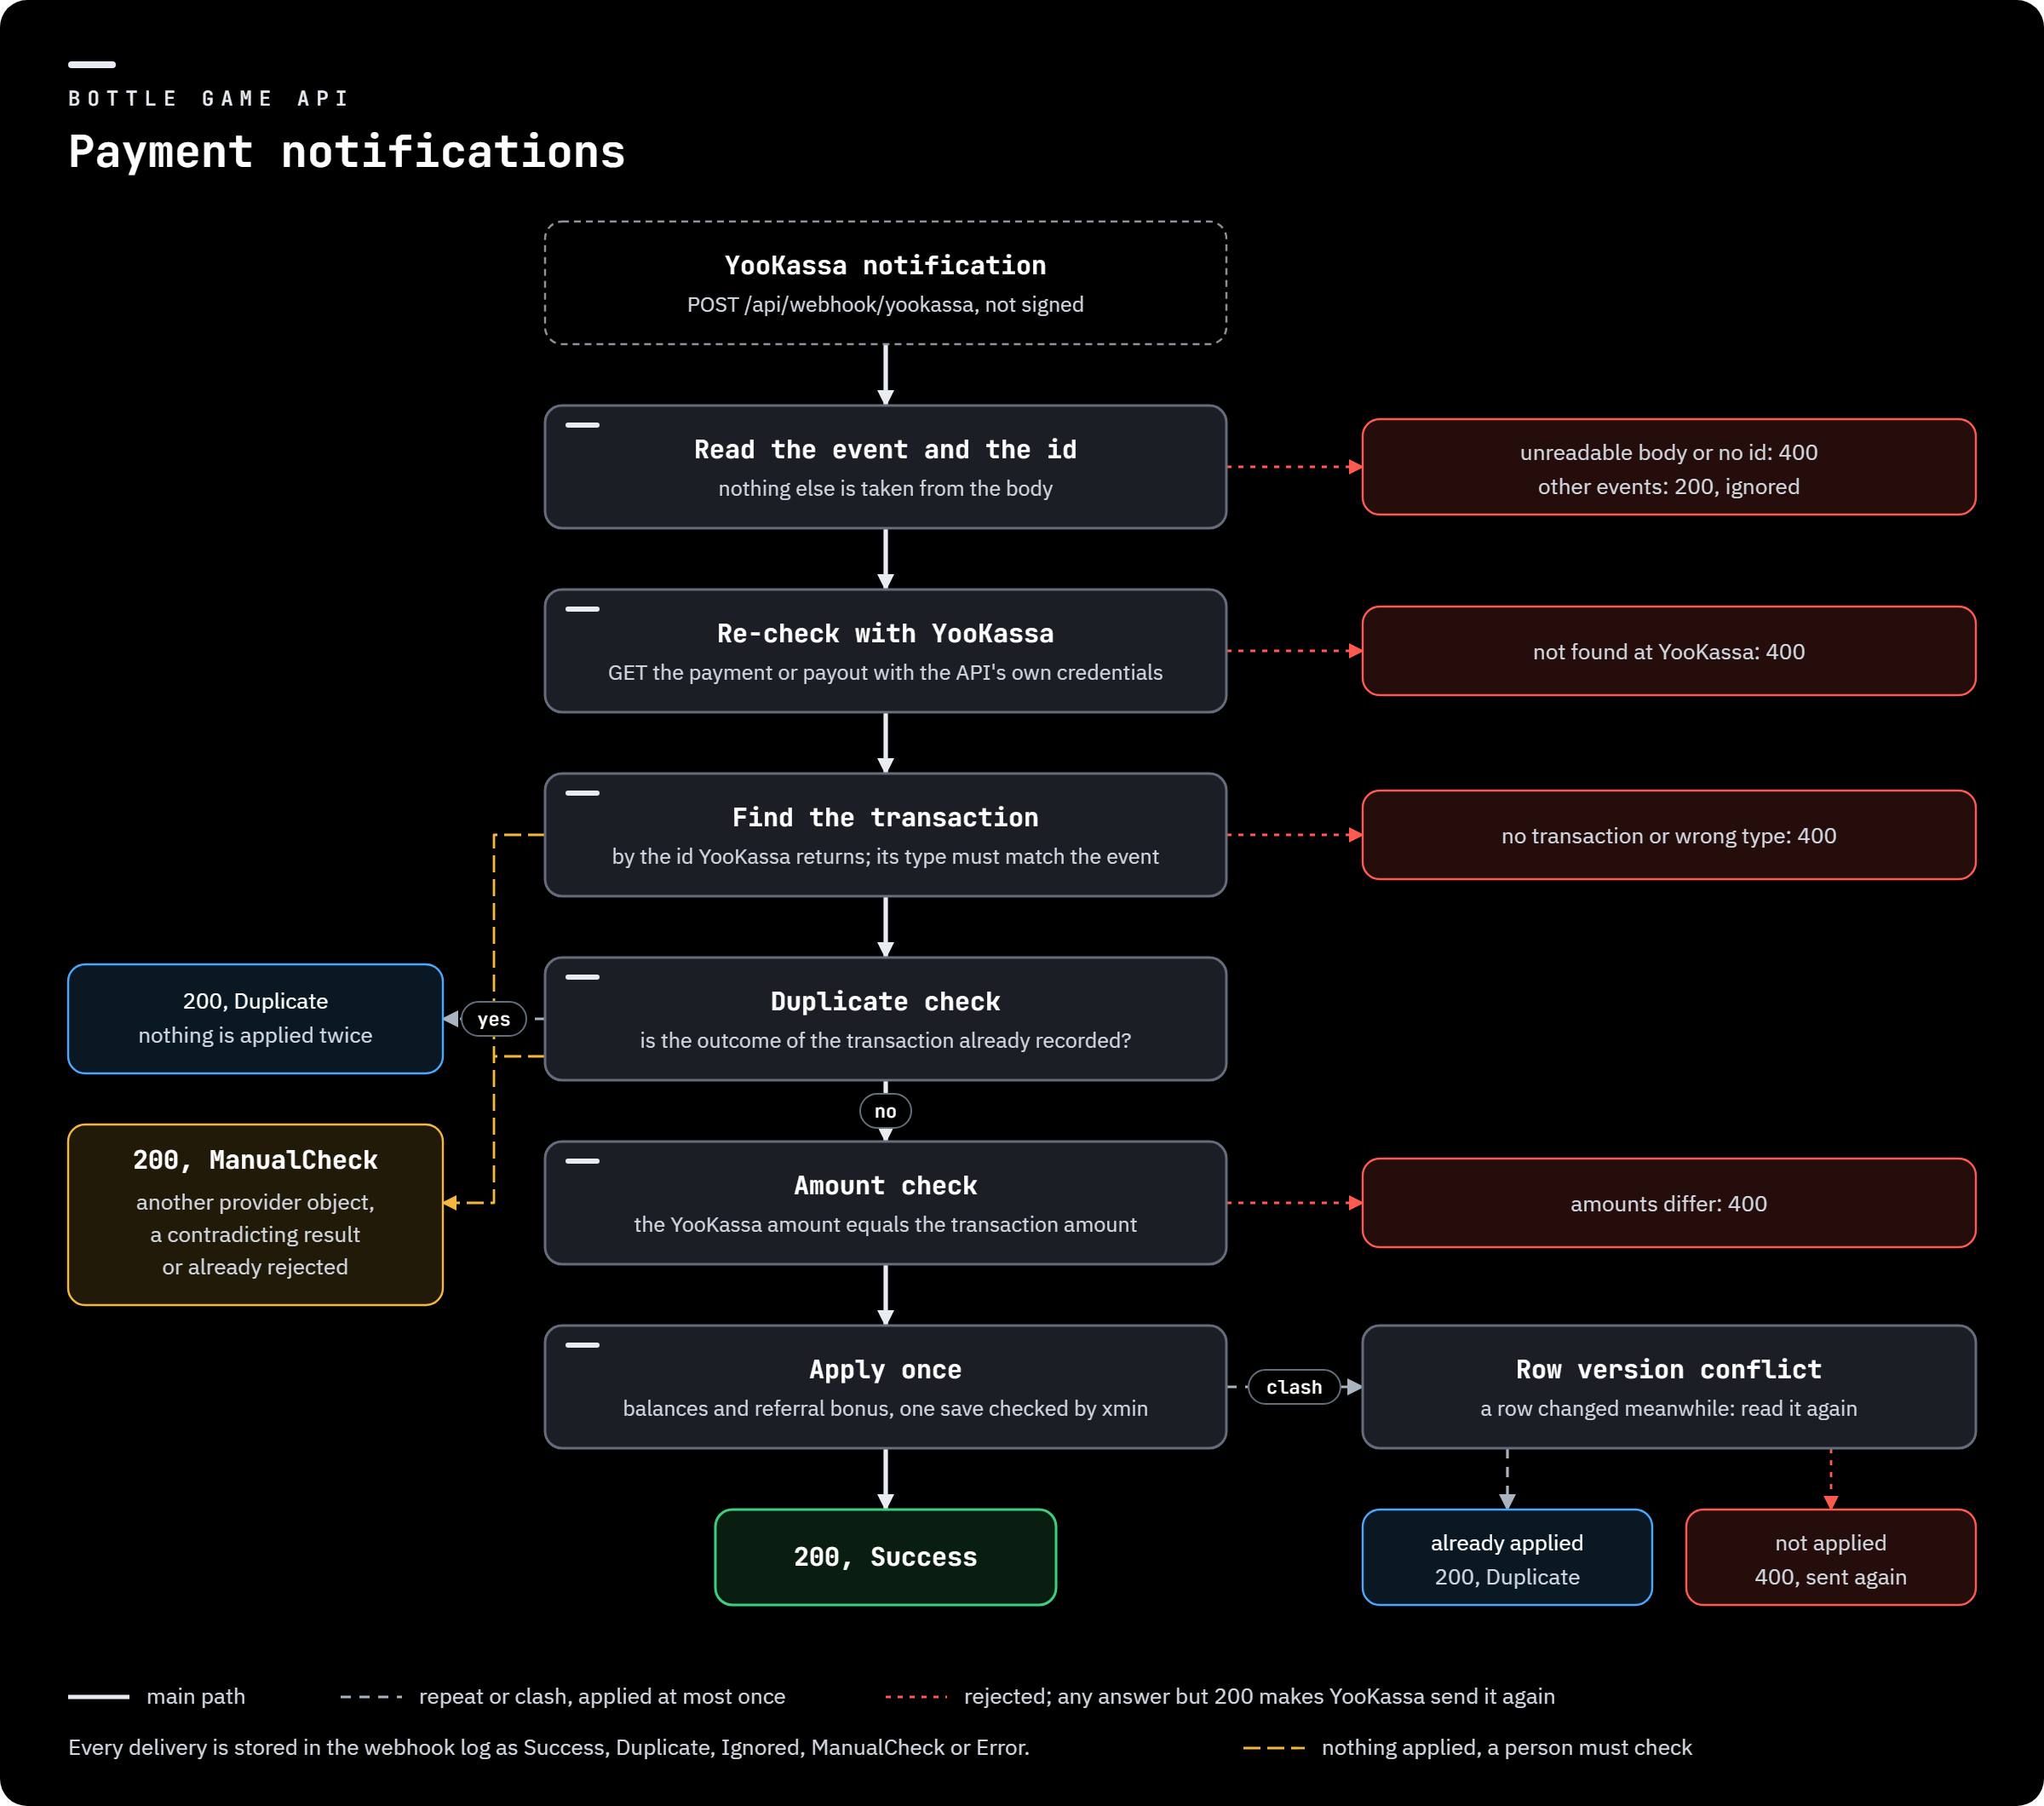 BOTTLE GAME API
Payment notifications
YooKassa notification
POST /api/webhook/yookassa, not signed
Read the event and the id
nothing else is taken from the body
unreadable body or no id: 400
other events: 200, ignored
Re-check with YooKassa
GET the payment or payout with the API's own credentials
not found at YooKassa: 400
Find the transaction
by the id YooKassa returns; its type must match the event
no transaction or wrong type: 400
200, Duplicate
nothing is applied twice
yes
Duplicate check
is the outcome of the transaction already recorded?
no
200, ManualCheck
another provider object,
a contradicting result
or already rejected
Amount check
the YooKassa amount equals the transaction amount
amounts differ: 400
Apply once
balances and referral bonus, one save checked by xmin
clash
Row version conflict
a row changed meanwhile: read it again
200, Success
already applied
200, Duplicate
not applied
400, sent again
main path
repeat or clash, applied at most once
rejected; any answer but 200 makes YooKassa send it again
Every delivery is stored in the webhook log as Success, Duplicate, Ignored, ManualCheck or Error.
nothing applied, a person must check